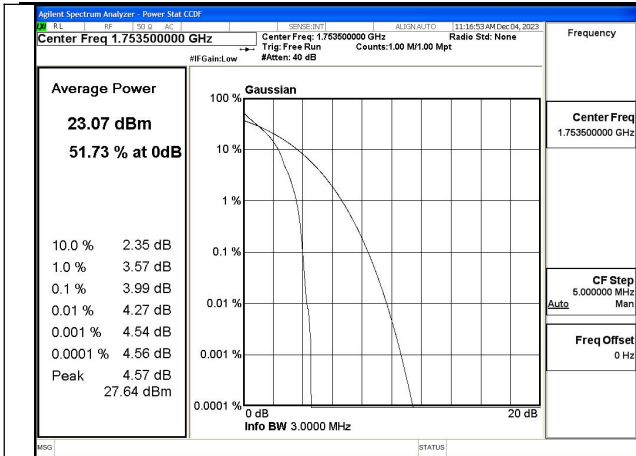 Agilent Spectrum Analyzer - Power Stat CCDF
RL RF 50 Ω AC SENSE:INT ALIGN AUTO 11:16:53 AM Dec 04, 2023
Center Freq 1.753500000 GHz
Center Freq: 1.753500000 GHz Radio Std: None
Trig: Free Run Counts:1.00 M/1.00 Mpt
#IFGain:Low #Atten: 40 dB
Frequency
Average Power
23.07 dBm
51.73 % at 0dB
10.0 % 2.35 dB
1.0 % 3.57 dB
0.1 % 3.99 dB
0.01 % 4.27 dB
0.001 % 4.54 dB
0.0001 % 4.56 dB
Peak 4.57 dB
27.64 dBm
Gaussian
100 %
10 %
1 %
0.1 %
0.01 %
0.001 %
0.0001 %
0 dB 20 dB
Info BW 3.0000 MHz
Center Freq
1.753500000 GHz
CF Step
5.000000 MHz
Auto Man
Freq Offset
0 Hz
MSG STATUS